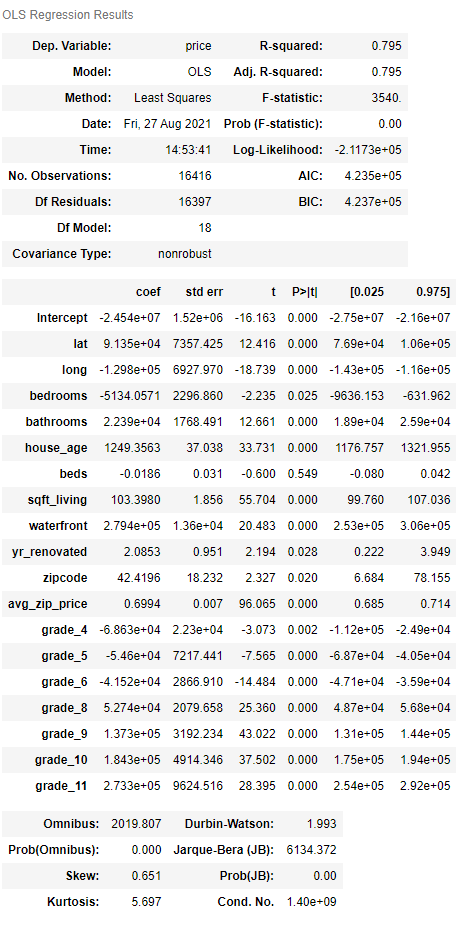 OLS Regression Results
Dep. Variable: price R-squared: 0.795
Model: OLS Adj. R-squared: 0.795
Method: Least Squares F-statistic: 3540.
Date: Fri, 27 Aug 2021 Prob (F-statistic): 0.00
Time: 14:53:41 Log-Likelihood: -2.1173e+05
No. Observations: 16416 AIC: 4.235e+05
Df Residuals: 16397 BIC: 4.237e+05
Df Model: 18
Covariance Type: nonrobust
coef std err t P>|t| [0.025 0.975]
Intercept -2.454e+07 1.52e+06 -16.163 0.000 -2.75e+07 -2.16e+07
lat 9.135e+04 7357.425 12.416 0.000 7.69e+04 1.06e+05
long -1.298e+05 6927.970 -18.739 0.000 -1.43e+05 -1.16e+05
bedrooms -5134.0571 2296.860 -2.235 0.025 -9636.153 -631.962
bathrooms 2.239e+04 1768.491 12.661 0.000 1.89e+04 2.59e+04
house_age 1249.3563 37.038 33.731 0.000 1176.757 1321.955
beds -0.0186 0.031 -0.600 0.549 -0.080 0.042
sqft_living 103.3980 1.856 55.704 0.000 99.760 107.036
waterfront 2.794e+05 1.36e+04 20.483 0.000 2.53e+05 3.06e+05
yr_renovated 2.0853 0.951 2.194 0.028 0.222 3.949
zipcode 42.4196 18.232 2.327 0.020 6.684 78.155
avg_zip_price 0.6994 0.007 96.065 0.000 0.685 0.714
grade_4 -6.863e+04 2.23e+04 -3.073 0.002 -1.12e+05 -2.49e+04
grade_5 -5.46e+04 7217.441 -7.565 0.000 -6.87e+04 -4.05e+04
grade_6 -4.152e+04 2866.910 -14.484 0.000 -4.71e+04 -3.59e+04
grade_8 5.274e+04 2079.658 25.360 0.000 4.87e+04 5.68e+04
grade_9 1.373e+05 3192.234 43.022 0.000 1.31e+05 1.44e+05
grade_10 1.843e+05 4914.346 37.502 0.000 1.75e+05 1.94e+05
grade_11 2.733e+05 9624.516 28.395 0.000 2.54e+05 2.92e+05
Omnibus: 2019.807 Durbin-Watson: 1.993
Prob(Omnibus): 0.000 Jarque-Bera (JB): 6134.372
Skew: 0.651 Prob(JB): 0.00
Kurtosis: 5.697 Cond. No. 1.40e+09